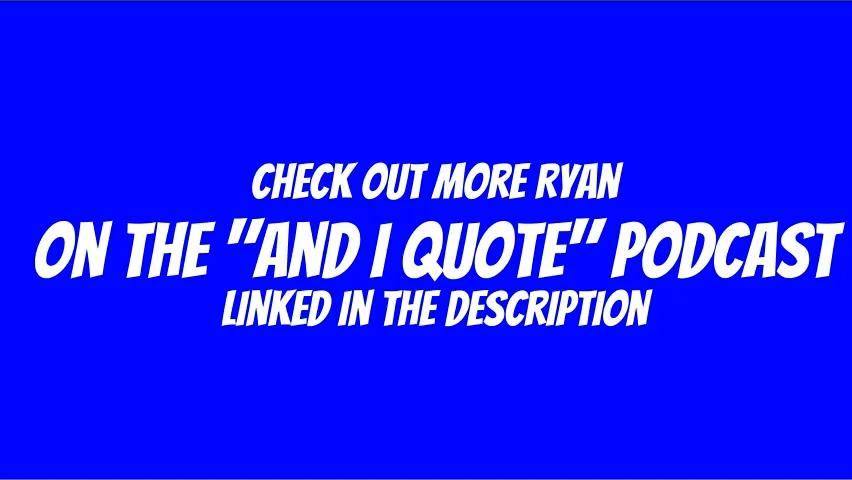 CHECK OUT MORE RYAN
ON THE "AND I QUOTE" PODCAST
LINKED IN THE DESCRIPTION